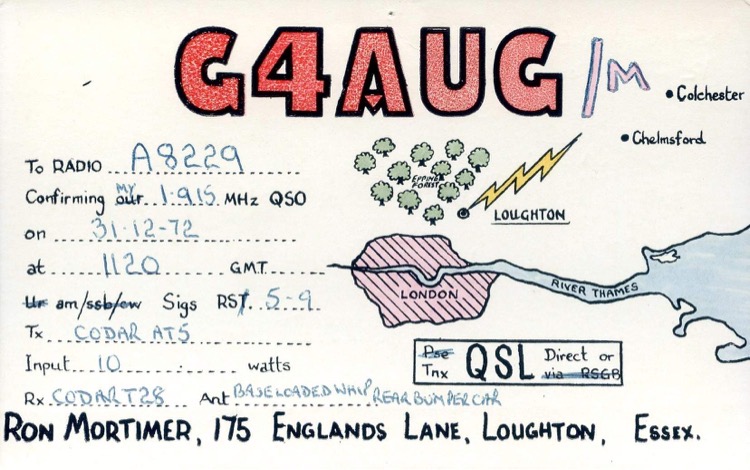 G4AUG/M
Colchester
Chelmsford
To RADIO A8229
EPPING FOREST
Confirming MY our 1.915 MHz QSO
LOUGHTON
on 31-12-72
at 1120 GMT
LONDON
RIVER THAMES
Ur am/ssb/cw Sigs RST 5-9
Tx CODAR AT5
Pse Tnx QSL Direct or via RSGB
Input 10 watts
Rx CODAR T28 Ant BASE LOADED WHIP REAR BUMPER CAR
RON MORTIMER, 175 ENGLANDS LANE, LOUGHTON, ESSEX.